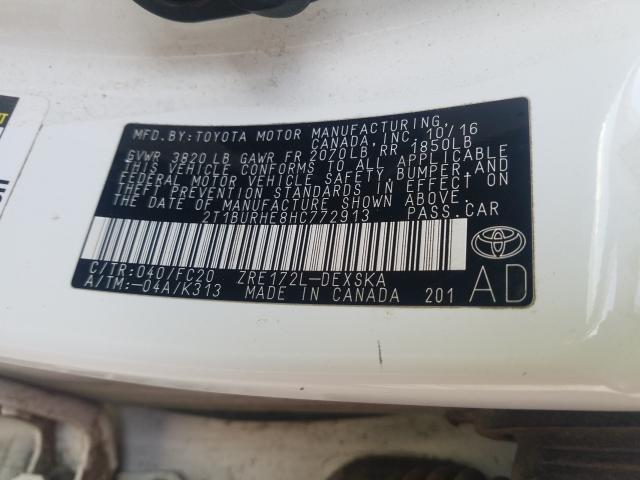 MFD. BY: TOYOTA MOTOR MANUFACTURING,
CANADA, INC. 10/16
GVWR 3820 LB GAWR FR 2070LB, RR 1850LB
THIS VEHICLE CONFORMS TO ALL APPLICABLE
FEDERAL MOTOR VEHICLE SAFETY, BUMPER, AND
THEFT PREVENTION STANDARDS IN EFFECT ON
THE DATE OF MANUFACTURE SHOWN ABOVE.
2T1BURHE8HC772913 PASS. CAR
C/TR: 040/FC20 ZRE172L-DEXSKA
A/TM: -04A/K313 MADE IN CANADA 201
AD